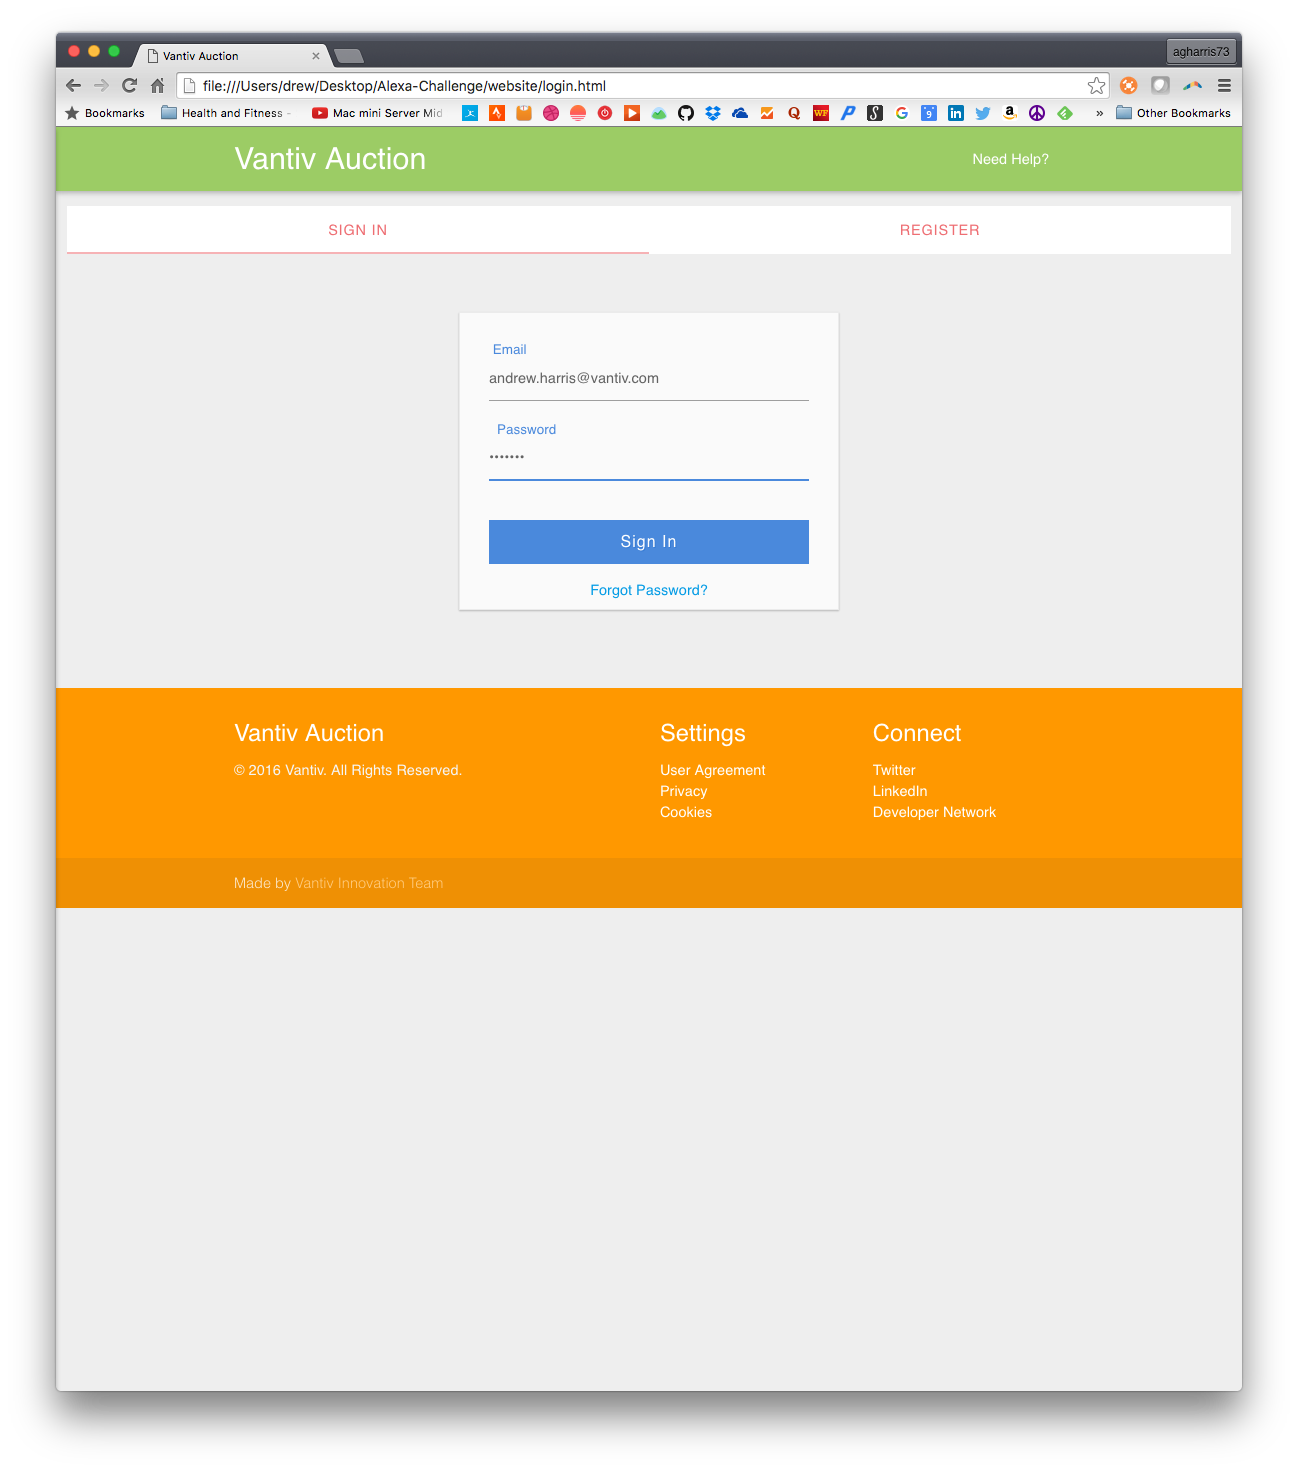 Vantiv Auction
agharris73
file:///Users/drew/Desktop/Alexa-Challenge/website/login.html
Bookmarks Health and Fitness - Mac mini Server Mid » Other Bookmarks
Vantiv Auction Need Help?
SIGN IN REGISTER
Email
andrew.harris@vantiv.com
Password
•••••••
Sign In
Forgot Password?
Vantiv Auction Settings Connect
© 2016 Vantiv. All Rights Reserved. User Agreement Twitter
Privacy LinkedIn
Cookies Developer Network
Made by Vantiv Innovation Team